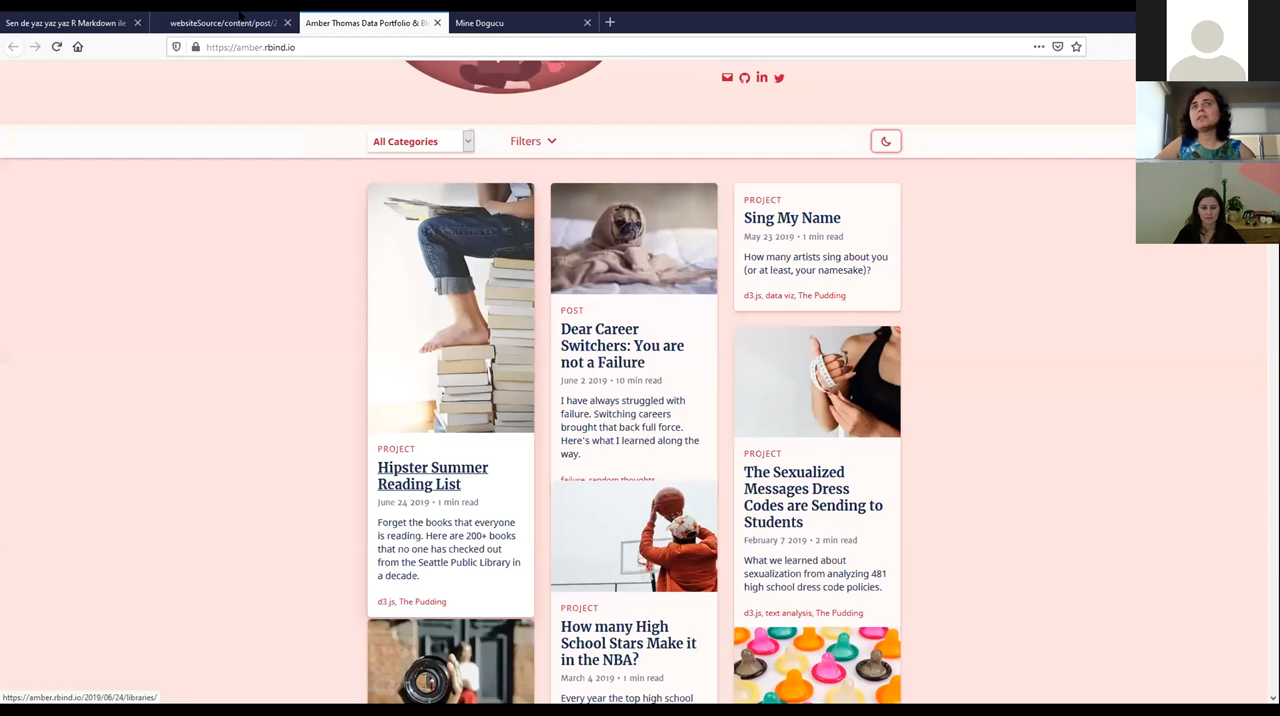 Sen de yaz yaz yaz R Markdown ile
websiteSource/content/post/2
Amber Thomas Data Portfolio & Bl
Mine Dogucu
https://amber.rbind.io
All Categories
Filters
PROJECT
Hipster Summer
Reading List
June 24 2019 • 1 min read
Forget the books that everyone
is reading. Here are 200+ books
that no one has checked out
from the Seattle Public Library in
a decade.
d3.js, The Pudding
POST
Dear Career
Switchers: You are
not a Failure
June 2 2019 • 10 min read
I have always struggled with
failure. Switching careers
brought that back full force.
Here's what I learned along the
way.
failure, random thoughts
PROJECT
How many High
School Stars Make it
in the NBA?
March 4 2019 • 1 min read
Every year the top high school
PROJECT
Sing My Name
May 23 2019 • 1 min read
How many artists sing about you
(or at least, your namesake)?
d3.js, data viz, The Pudding
PROJECT
The Sexualized
Messages Dress
Codes are Sending to
Students
February 7 2019 • 2 min read
What we learned about
sexualization from analyzing 481
high school dress code policies.
d3.js, text analysis, The Pudding
https://amber.rbind.io/2019/06/24/libraries/